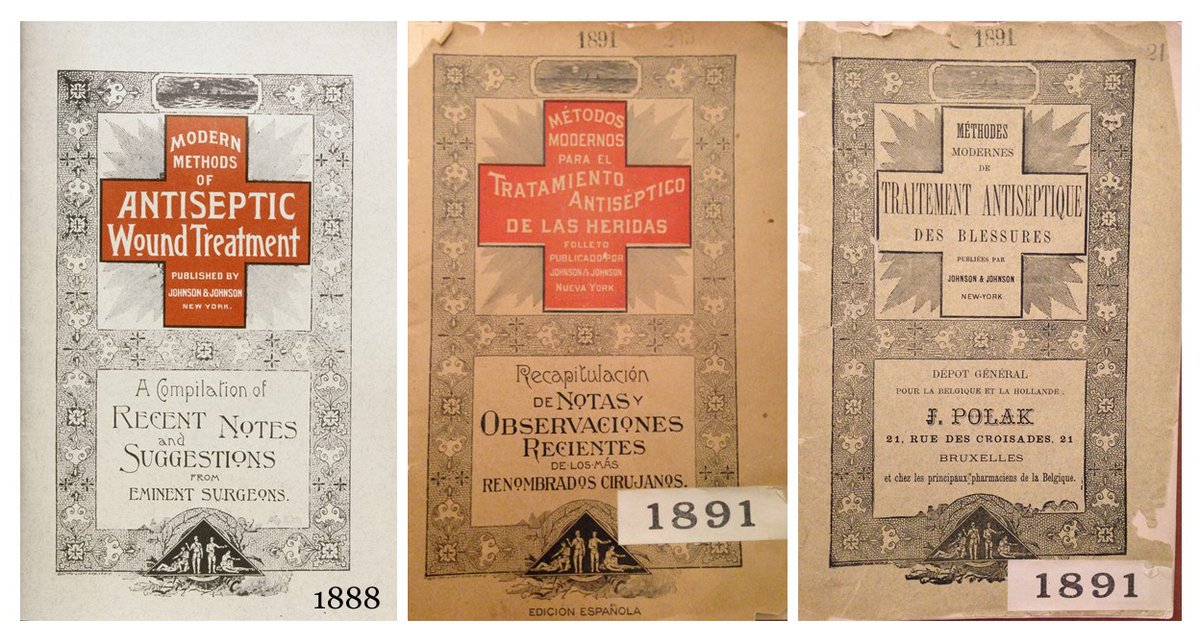 MODERN
METHODS
OF
ANTISEPTIC
Wound Treatment
PUBLISHED BY
JOHNSON & JOHNSON
NEW YORK.
A Compilation of
RECENT NOTES
and
SUGGESTIONS
FROM
EMINENT SURGEONS.
1888
1891
MÉTODOS
MODERNOS
PARA EL
TRATAMIENTO
ANTISÉPTICO
DE LAS HERIDAS
FOLLETO
PUBLICADO POR
JOHNSON & JOHNSON
NUEVA YORK
Recapitulación
DE NOTAS Y
OBSERVACIONES
RECIENTES
DE LOS MÁS
RENOMBRADOS CIRUJANOS.
1891
EDICIÓN ESPAÑOLA
1891
21
MÉTHODES
MODERNES
DE
TRAITEMENT ANTISEPTIQUE
DES BLESSURES
PUBLIÉES PAR
JOHNSON & JOHNSON
NEW-YORK
DÉPOT GÉNÉRAL
POUR LA BELGIQUE ET LA HOLLANDE.
J. POLAK
21, RUE DES CROISADES, 21
BRUXELLES
et chez les principaux pharmaciens de la Belgique.
1891